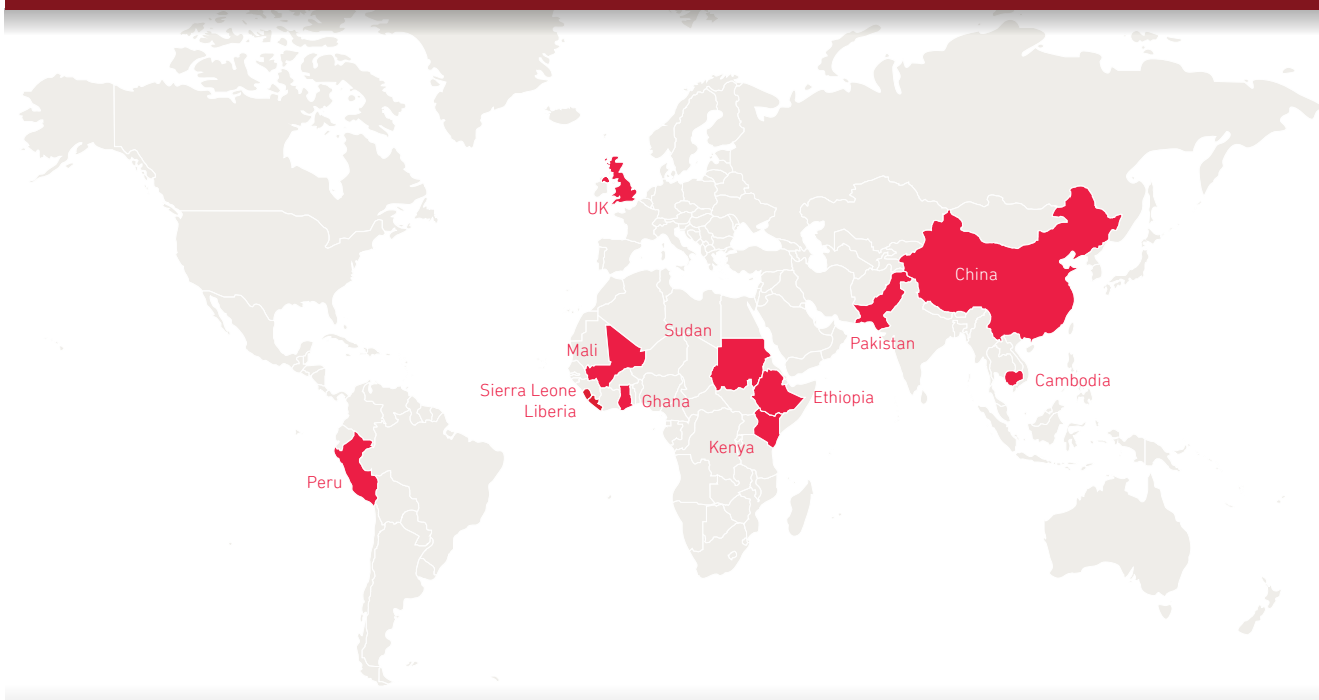 UK
China
Sudan
Pakistan
Mali
Cambodia
Sierra Leone
Liberia
Ghana
Ethiopia
Kenya
Peru